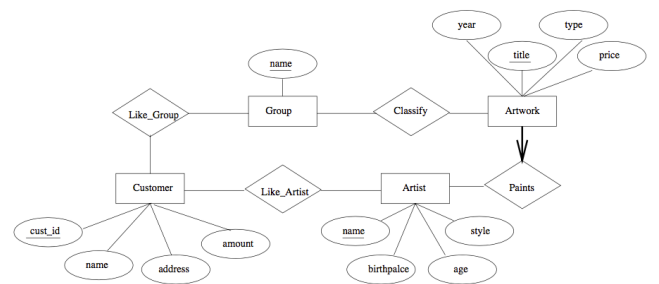 year
type
title
price
name
Like_Group
Group
Classify
Artwork
Customer
Like_Artist
Artist
Paints
cust_id
name
address
amount
name
birthpalce
age
style